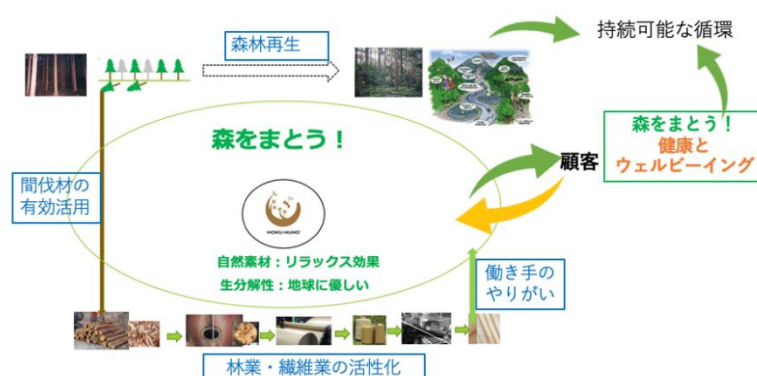 森林再生
持続可能な循環
森をまとう！
健康と
ウェルビーイング
森をまとう！
顧客
間伐材の
有効活用
MOKU-NUNO
自然素材：リラックス効果
生分解性：地球に優しい
働き手の
やりがい
林業・繊維業の活性化